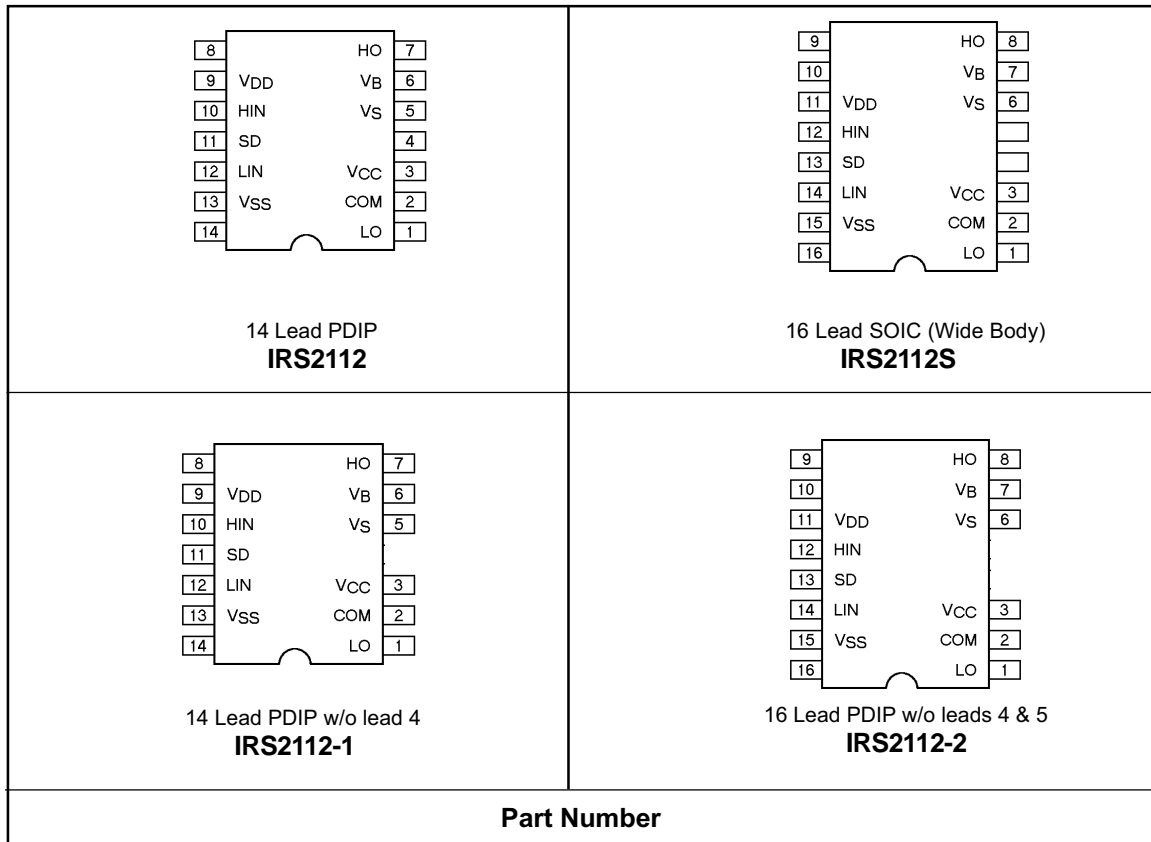 8 HO 7
9 VDD VB 6
10 HIN VS 5
11 SD 4
12 LIN VCC 3
13 VSS COM 2
14 LO 1
14 Lead PDIP
IRS2112
9 HO 8
10 VB 7
11 VDD VS 6
12 HIN
13 SD
14 LIN VCC 3
15 VSS COM 2
16 LO 1
16 Lead SOIC (Wide Body)
IRS2112S
8 HO 7
9 VDD VB 6
10 HIN VS 5
11 SD
12 LIN VCC 3
13 VSS COM 2
14 LO 1
14 Lead PDIP w/o lead 4
IRS2112-1
9 HO 8
10 VB 7
11 VDD VS 6
12 HIN
13 SD
14 LIN VCC 3
15 VSS COM 2
16 LO 1
16 Lead PDIP w/o leads 4 & 5
IRS2112-2
Part Number